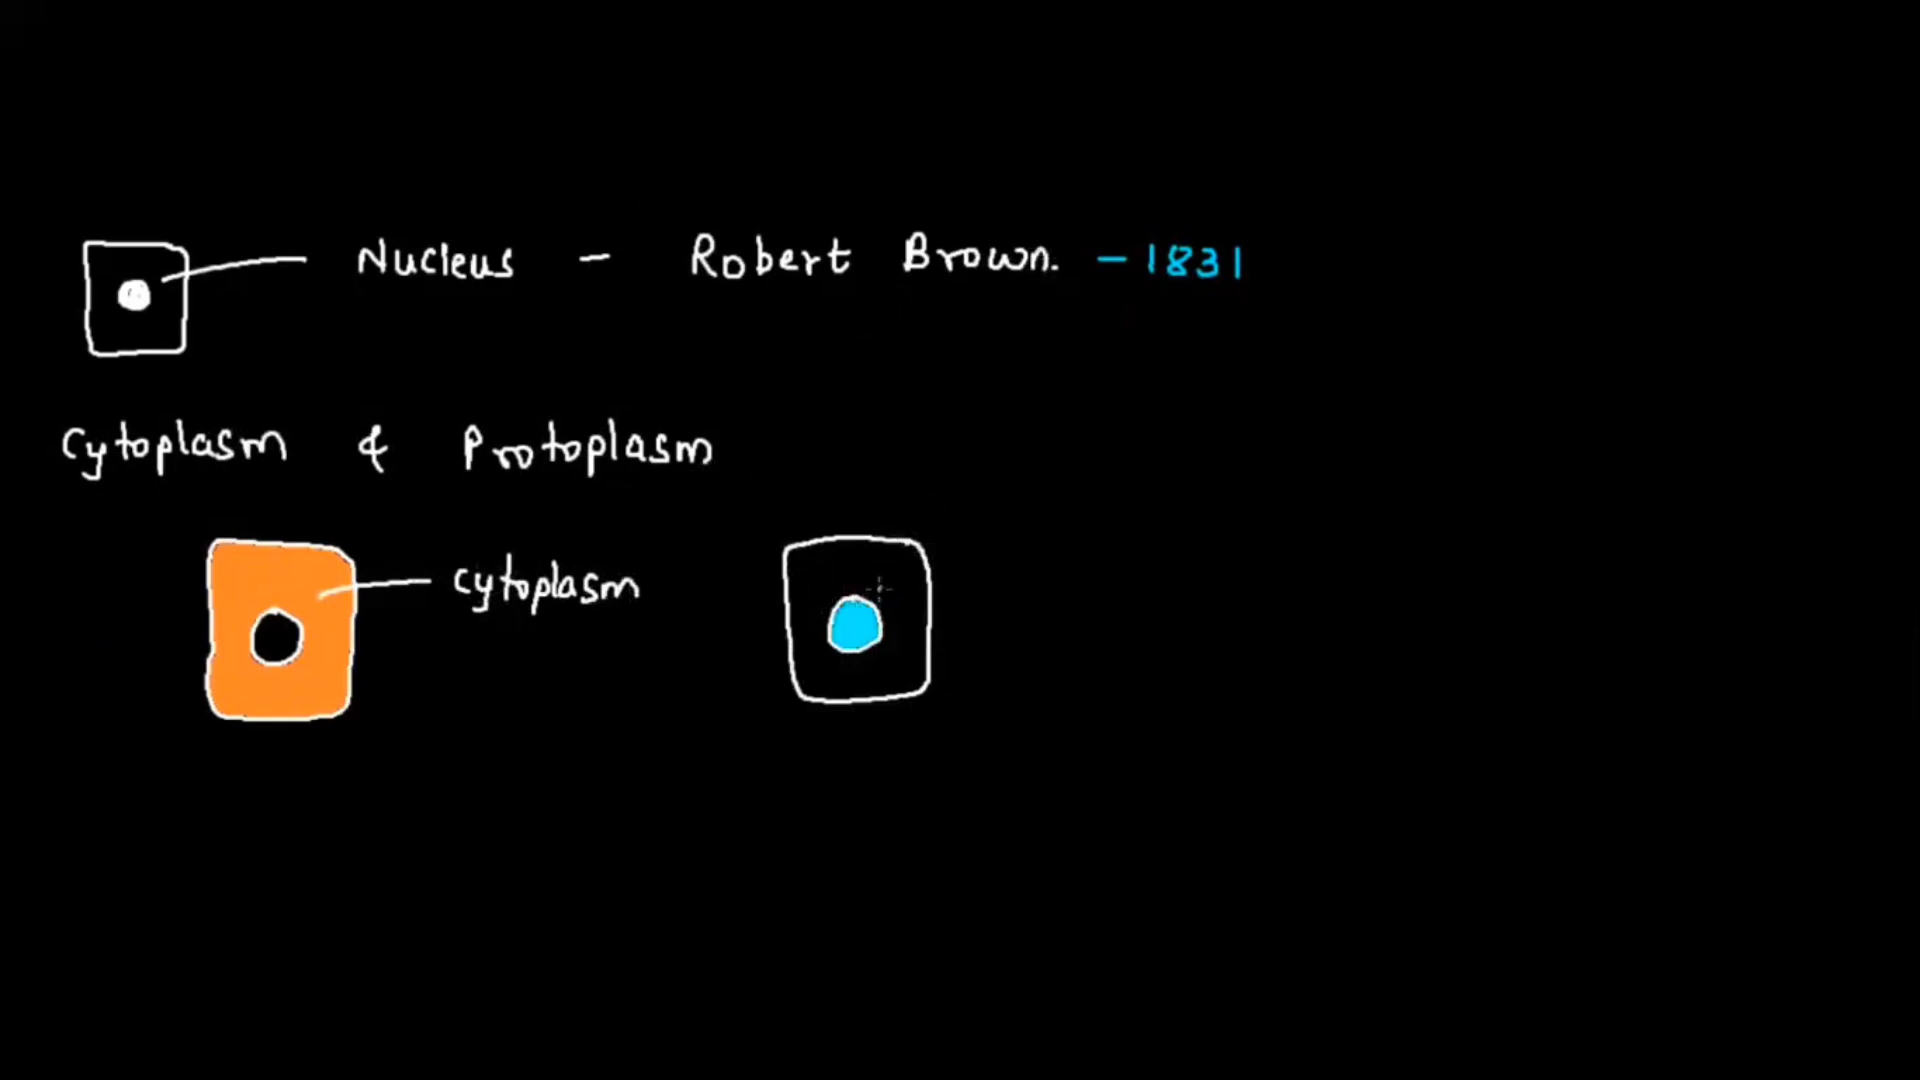 Nucleus - Robert Brown. - 1831
Cytoplasm & Protoplasm
Cytoplasm